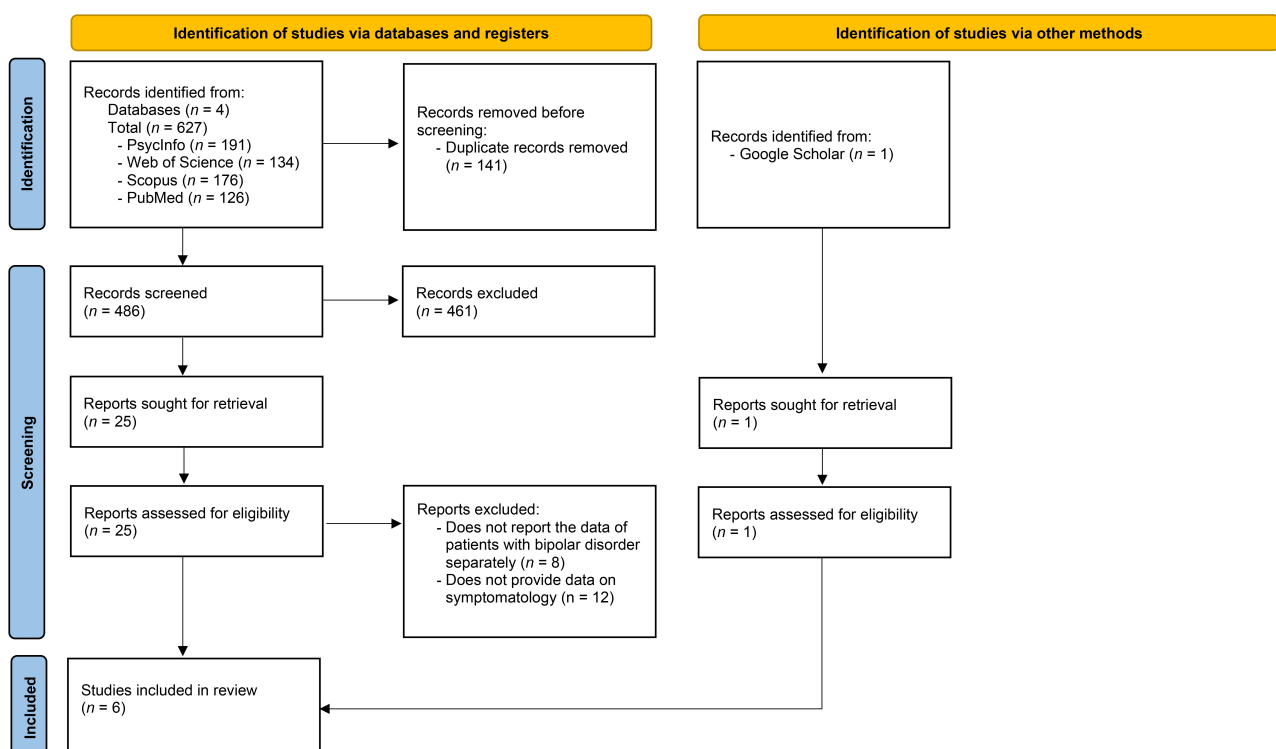 Identification of studies via databases and registers
Identification of studies via other methods
Identification
Records identified from:
Databases (n = 4)
Total (n = 627)
- PsycInfo (n = 191)
- Web of Science (n = 134)
- Scopus (n = 176)
- PubMed (n = 126)
Records removed before
screening:
- Duplicate records removed
(n = 141)
Records identified from:
- Google Scholar (n = 1)
Screening
Records screened
(n = 486)
Records excluded
(n = 461)
Reports sought for retrieval
(n = 25)
Reports sought for retrieval
(n = 1)
Reports assessed for eligibility
(n = 25)
Reports excluded:
- Does not report the data of
patients with bipolar disorder
separately (n = 8)
- Does not provide data on
symptomatology (n = 12)
Reports assessed for eligibility
(n = 1)
Included
Studies included in review
(n = 6)